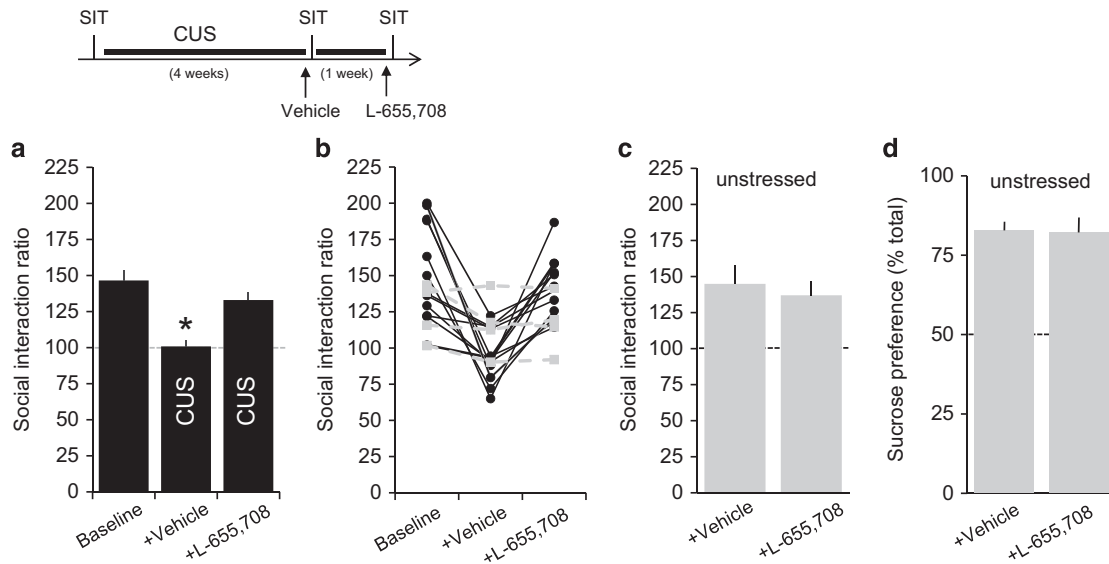 SIT SIT SIT
CUS
(4 weeks) (1 week)
Vehicle L-655,708
a
225
200
175
150
125
100
75
50
25
0
Social interaction ratio
*
CUS
CUS
Baseline
+Vehicle
+L-655,708
b
225
200
175
150
125
100
75
50
25
0
Social interaction ratio
Baseline
+Vehicle
+L-655,708
c
225
200
175
150
125
100
75
50
25
0
Social interaction ratio
unstressed
+Vehicle
+L-655,708
d
100
75
50
25
0
Sucrose preference (% total)
unstressed
+Vehicle
+L-655,708